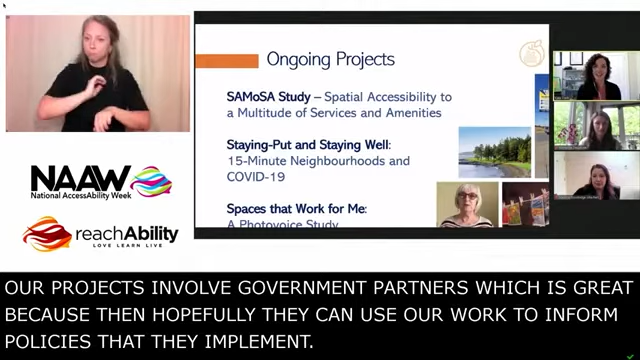 Ongoing Projects
SAMoSA Study – Spatial Accessibility to
a Multitude of Services and Amenities
Staying-Put and Staying Well:
15-Minute Neighbourhoods and
COVID-19
Spaces that Work for Me:
A Photovoice Study
NAAW
National AccessAbility Week
reachAbility
LOVE LEARN LIVE
OUR PROJECTS INVOLVE GOVERNMENT PARTNERS WHICH IS GREAT
BECAUSE THEN HOPEFULLY THEY CAN USE OUR WORK TO INFORM
POLICIES THAT THEY IMPLEMENT.